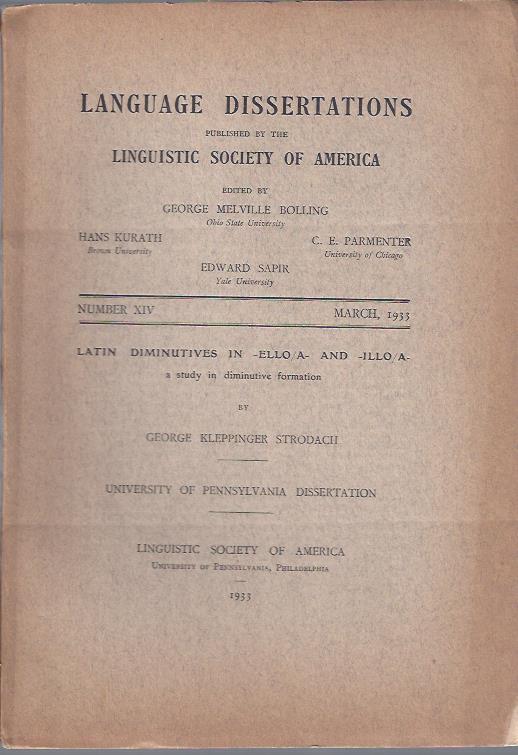 LANGUAGE DISSERTATIONS
PUBLISHED BY THE
LINGUISTIC SOCIETY OF AMERICA
EDITED BY
GEORGE MELVILLE BOLLING
Ohio State University
HANS KURATH C. E. PARMENTER
Brown University University of Chicago
EDWARD SAPIR
Yale University
NUMBER XIV MARCH, 1933
LATIN DIMINUTIVES IN -ELLO/A- AND -ILLO/A-
a study in diminutive formation
BY
GEORGE KLEPPINGER STRODACH
UNIVERSITY OF PENNSYLVANIA DISSERTATION
LINGUISTIC SOCIETY OF AMERICA
UNIVERSITY OF PENNSYLVANIA, PHILADELPHIA
1933